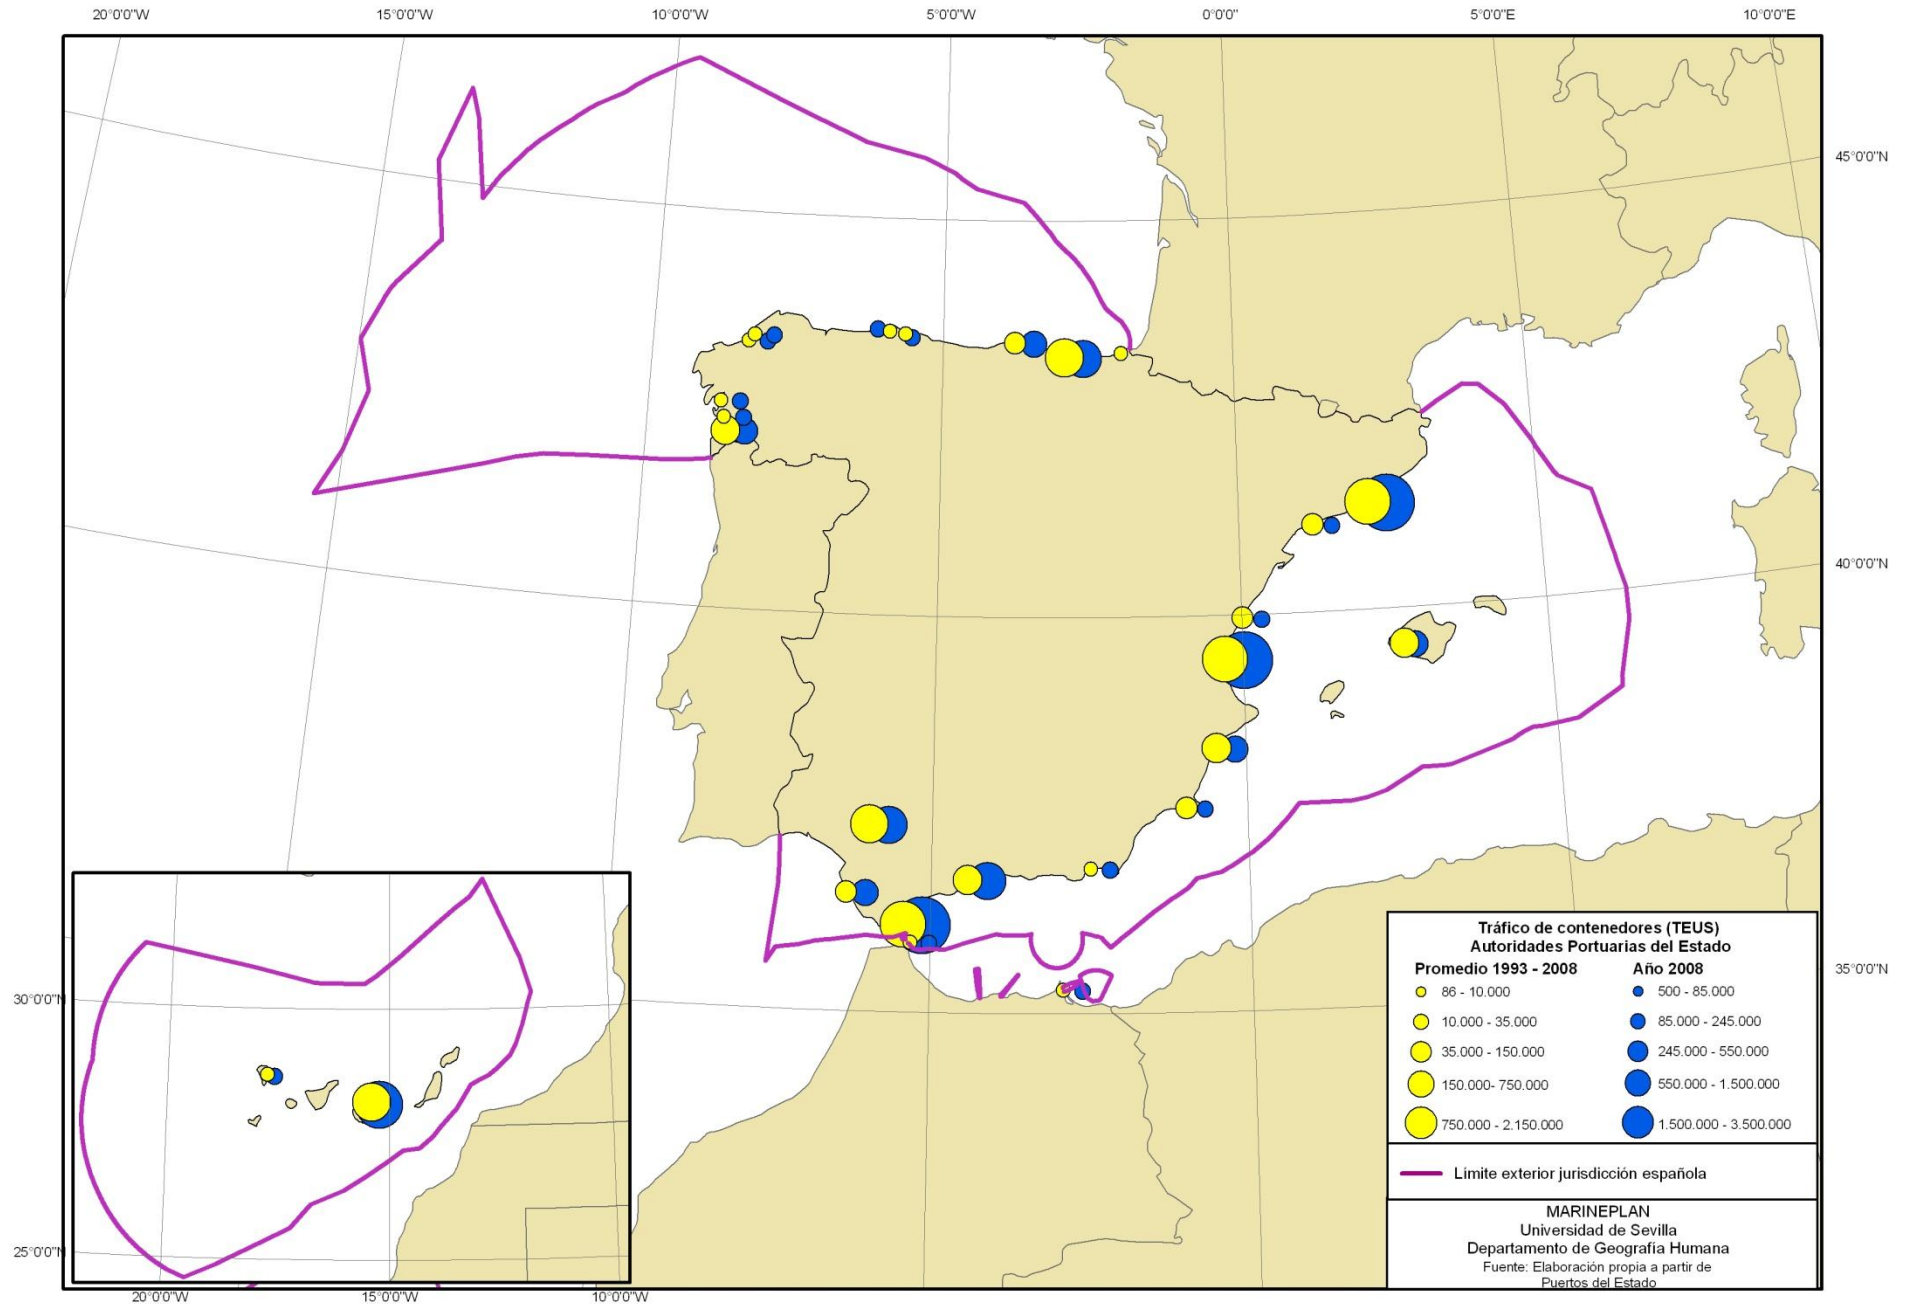 20°0'0"W 15°0'0"W 10°0'0"W 5°0'0"W 0°0'0" 5°0'0"E 10°0'0"E
45°0'0"N
40°0'0"N
35°0'0"N
30°0'0"N
25°0'0"N
20°0'0"W 15°0'0"W 10°0'0"W
Tráfico de contenedores (TEUS)
Autoridades Portuarias del Estado
Promedio 1993 - 2008 Año 2008
86 - 10.000 500 - 85.000
10.000 - 35.000 85.000 - 245.000
35.000 - 150.000 245.000 - 550.000
150.000- 750.000 550.000 - 1.500.000
750.000 - 2.150.000 1.500.000 - 3.500.000
Límite exterior jurisdicción española
MARINEPLAN
Universidad de Sevilla
Departamento de Geografía Humana
Fuente: Elaboración propia a partir de
Puertos del Estado